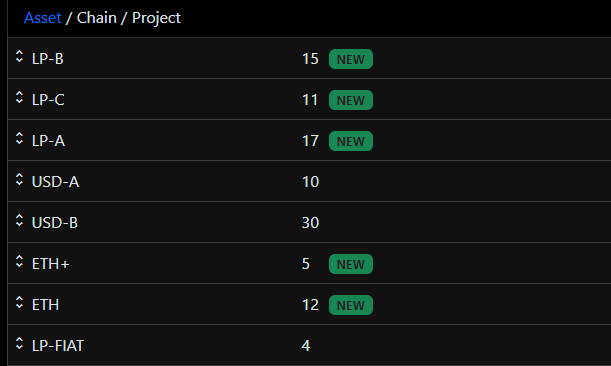 Asset / Chain / Project
LP-B 15 NEW
LP-C 11 NEW
LP-A 17 NEW
USD-A 10
USD-B 30
ETH+ 5 NEW
ETH 12 NEW
LP-FIAT 4